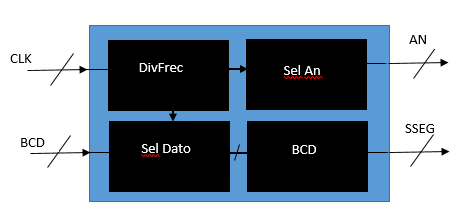 AN
CLK
DivFrec
Sel An
SSEG
BCD
Sel Dato
BCD